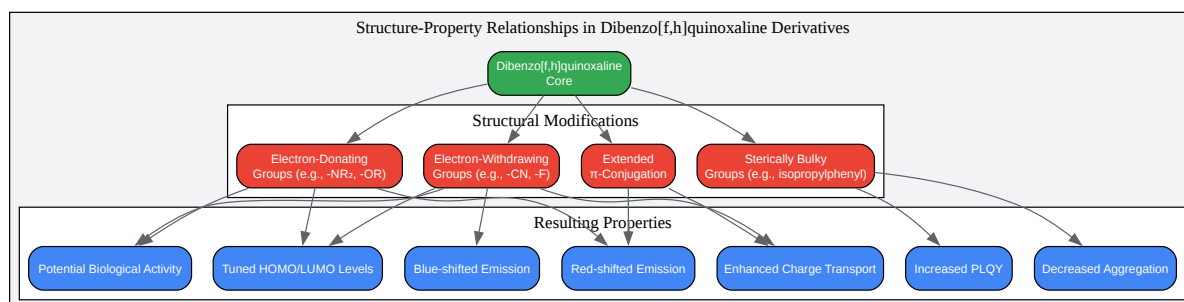 Structure-Property Relationships in Dibenzo[f,h]quinoxaline Derivatives
Dibenzo[f,h]quinoxaline
Core
Structural Modifications
Electron-Donating
Groups (e.g., -NR₂, -OR)
Electron-Withdrawing
Groups (e.g., -CN, -F)
Extended
π-Conjugation
Sterically Bulky
Groups (e.g., isopropylphenyl)
Resulting Properties
Potential Biological Activity
Tuned HOMO/LUMO Levels
Blue-shifted Emission
Red-shifted Emission
Enhanced Charge Transport
Increased PLQY
Decreased Aggregation